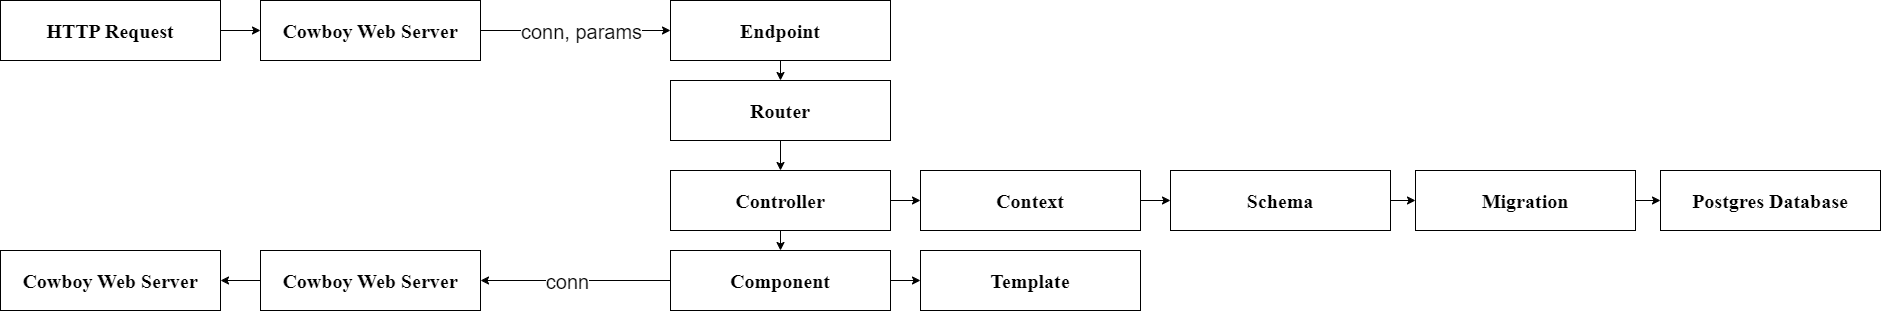 HTTP Request
Cowboy Web Server
conn, params
Endpoint
Router
Controller
Context
Schema
Migration
Postgres Database
Cowboy Web Server
Cowboy Web Server
conn
Component
Template